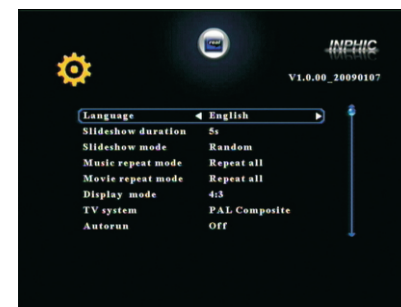 INPHIC
V1.0.00_20090107
Language English
Slideshow duration 5s
Slideshow mode Random
Music repeat mode Repeat all
Movie repeat mode Repeat all
Display mode 4:3
TV system PAL Composite
Autorun Off